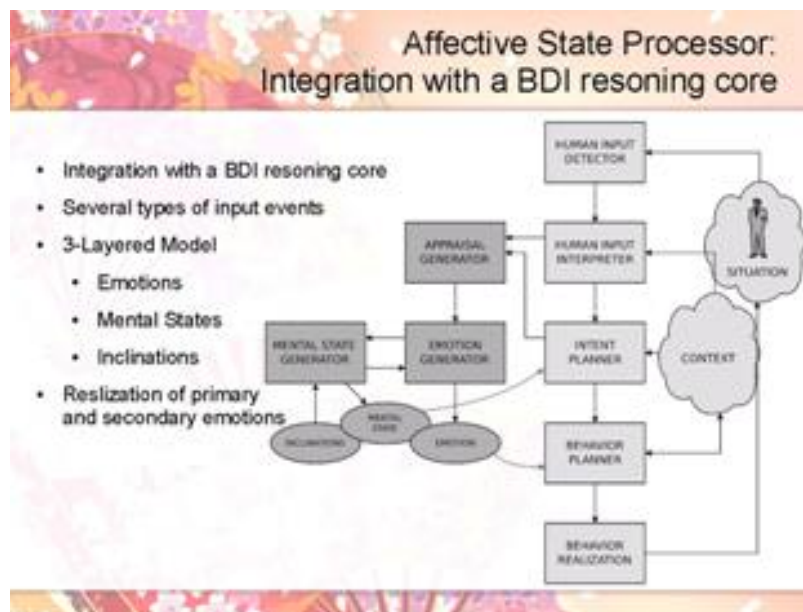 Affective State Processor:
Integration with a BDI resoning core
• Integration with a BDI resoning core
• Several types of input events
• 3-Layered Model
• Emotions
• Mental States
• Inclinations
• Reslization of primary
and secondary emotions
HUMAN INPUT
DETECTOR
APPRAISAL
GENERATOR
HUMAN INPUT
INTERPRETER
SITUATION
MENTAL STATE
GENERATOR
EMOTION
GENERATOR
INTENT
PLANNER
CONTEXT
MENTAL
STATE
INCLINATIONS
EMOTION
BEHAVIOR
PLANNER
BEHAVIOR
REALIZATION